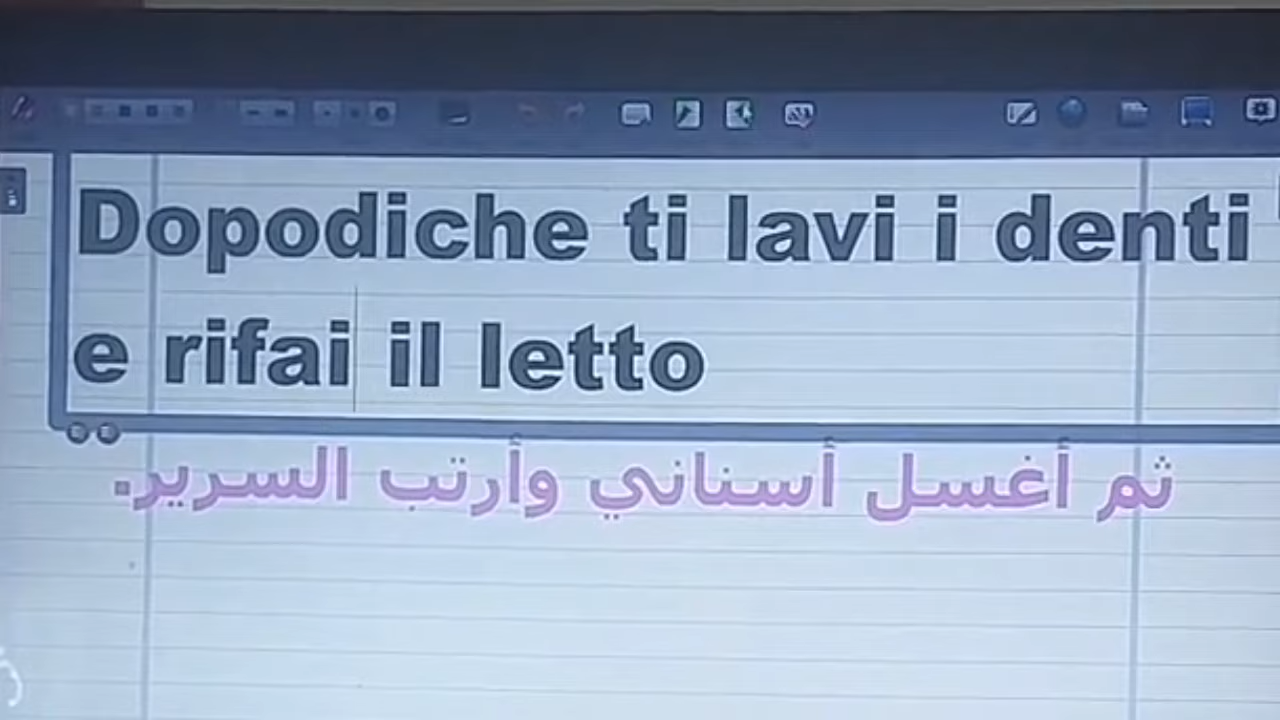 Dopodiche ti lavi i denti
e rifai il letto
ثم أغسل أسناني وأرتب السرير.